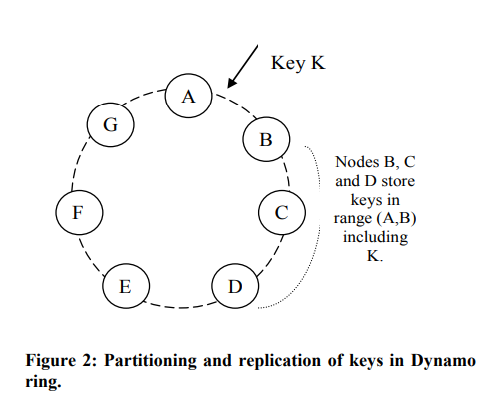 Key K
A
G
B
Nodes B, C
and D store
keys in
range (A,B)
including
K.
F
C
E
D
Figure 2: Partitioning and replication of keys in Dynamo
ring.